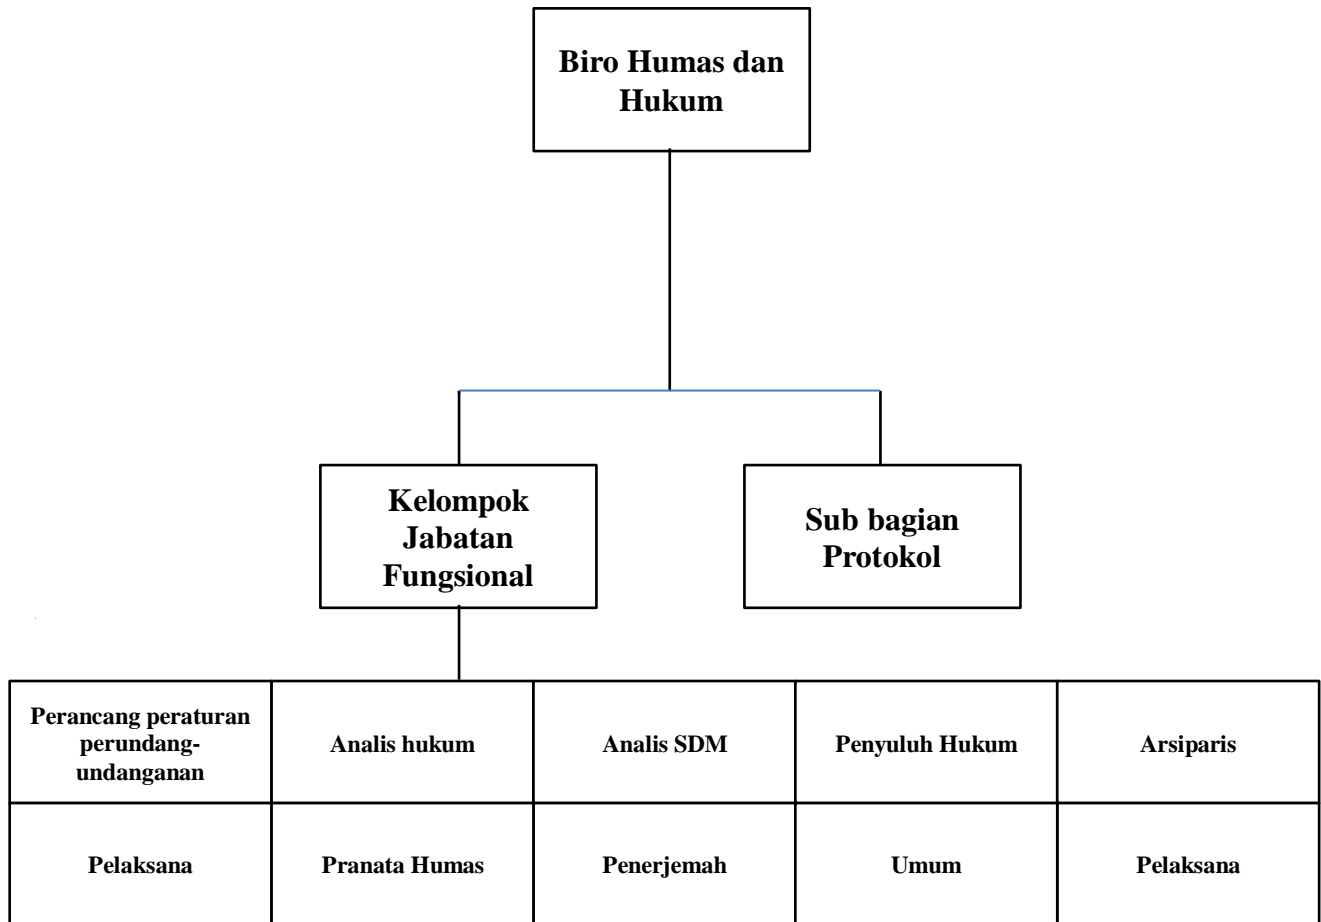 Biro Humas dan
Hukum
Kelompok
Jabatan
Fungsional
Sub bagian
Protokol
Perancang peraturan
perundang-
undanganan
Analis hukum
Analis SDM
Penyuluh Hukum
Arsiparis
Pelaksana
Pranata Humas
Penerjemah
Umum
Pelaksana